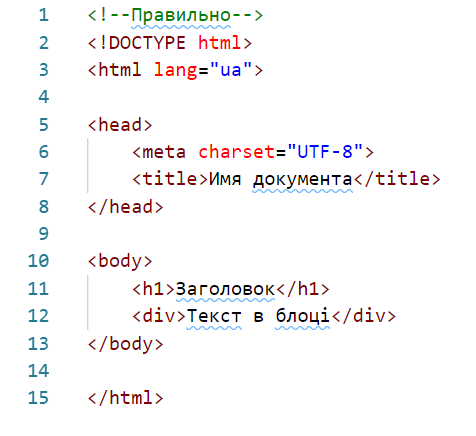 1 <!--Правильно-->
2 <!DOCTYPE html>
3 <html lang="ua">
4
5 <head>
6     <meta charset="UTF-8">
7     <title>Имя документа</title>
8 </head>
9
10 <body>
11     <h1>Заголовок</h1>
12     <div>Текст в блоці</div>
13 </body>
14
15 </html>